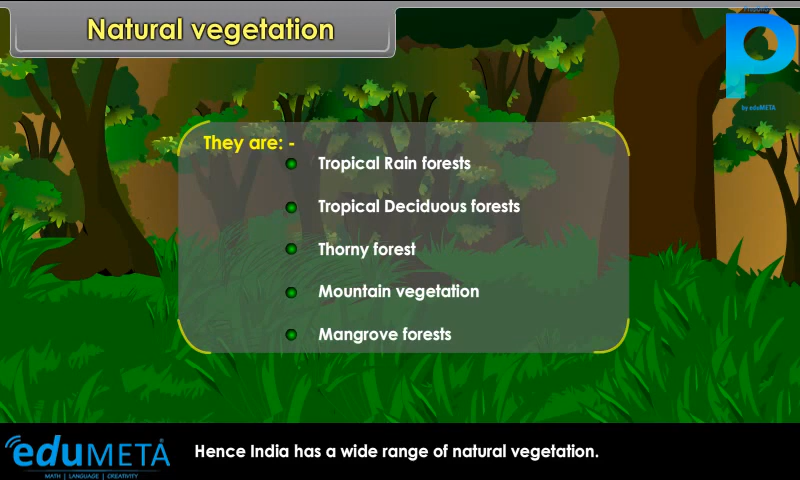 Natural vegetation
by eduMETA
They are: -
Tropical Rain forests
Tropical Deciduous forests
Thorny forest
Mountain vegetation
Mangrove forests
eduMETA
MATH | LANGUAGE | CREATIVITY
Hence India has a wide range of natural vegetation.